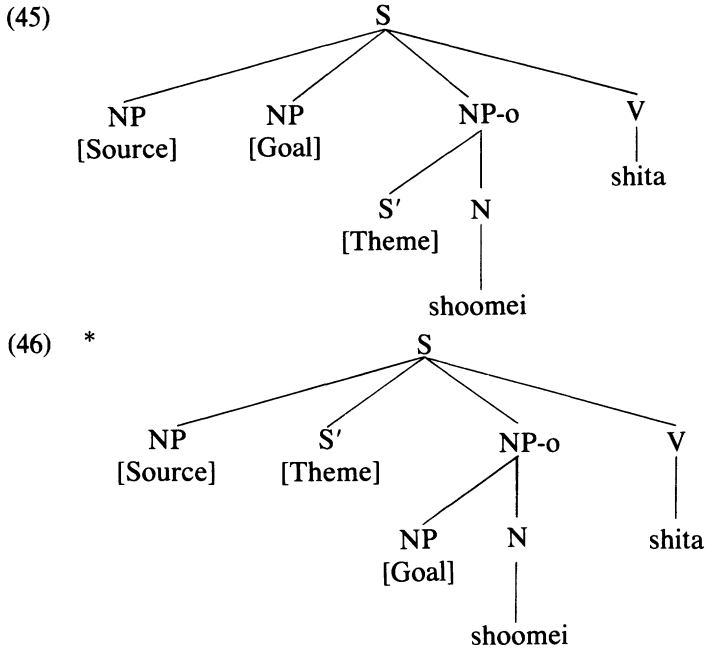 (45) S
NP NP NP-o V
[Source] [Goal] shita
S′ N
[Theme]
shoomei
(46) * S
NP S′ NP-o V
[Source] [Theme]
NP N shita
[Goal]
shoomei